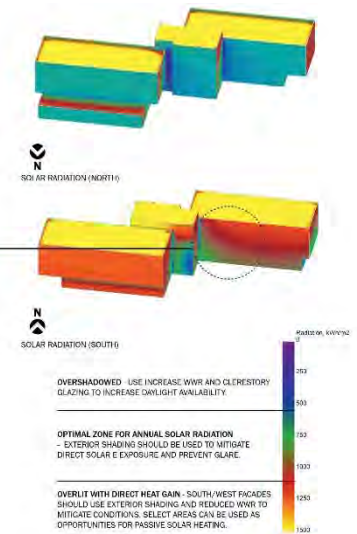 N
SOLAR RADIATION (NORTH)
N
SOLAR RADIATION (SOUTH)
Radiation, kWh/m2
0
250
OVERSHADOWED - USE INCREASE WWR AND CLERESTORY
GLAZING TO INCREASE DAYLIGHT AVAILABILITY.
500
OPTIMAL ZONE FOR ANNUAL SOLAR RADIATION
- EXTERIOR SHADING SHOULD BE USED TO MITIGATE
DIRECT SOLAR E EXPOSURE AND PREVENT GLARE.
750
1000
OVERLIT WITH DIRECT HEAT GAIN - SOUTH/WEST FACADES
SHOULD USE EXTERIOR SHADING AND REDUCED WWR TO
MITIGATE CONDITIONS. SELECT AREAS CAN BE USED AS
OPPORTUNITIES FOR PASSIVE SOLAR HEATING.
1250
1500